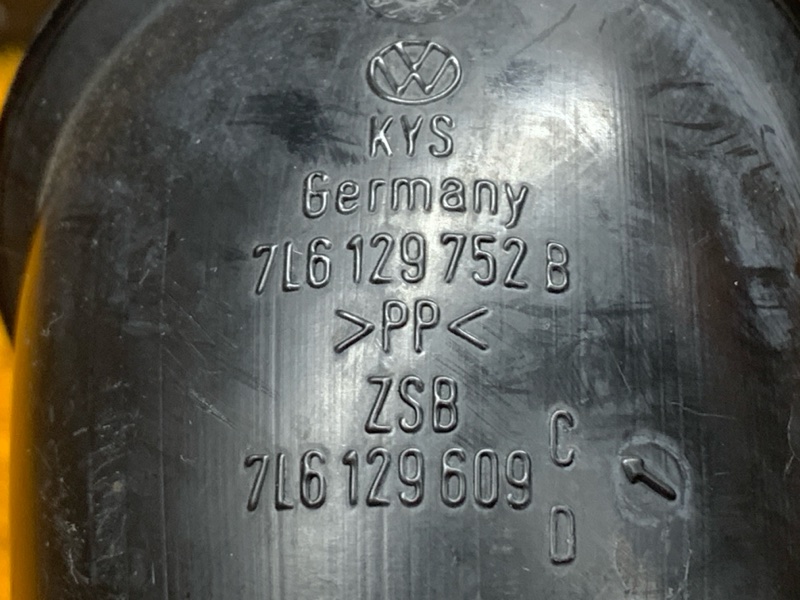 KYS
Germany
7L6 129 752 B
>PP<
ZSB
7L6 129 609 C
D